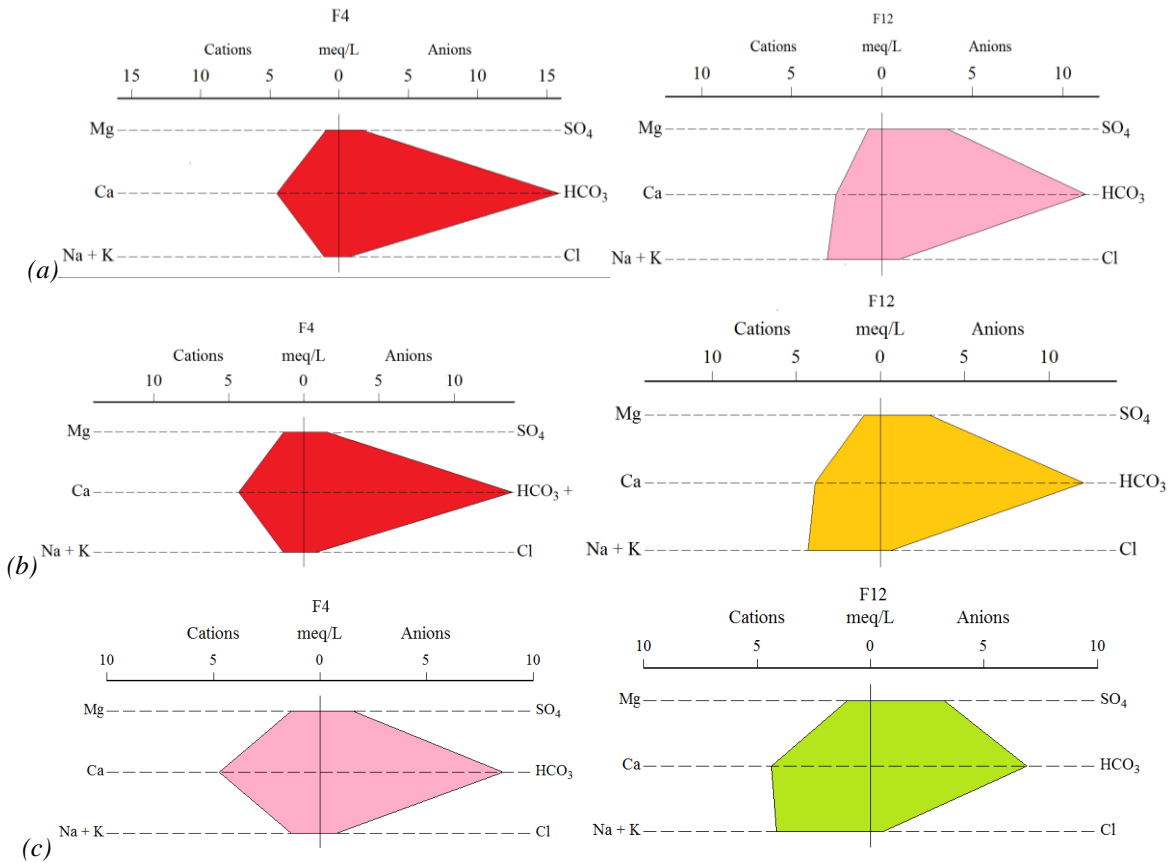 F4
Cations meq/L Anions
15 10 5 0 5 10 15
Mg SO4
Ca HCO3
Na + K Cl
(a)
F12
Cations meq/L Anions
10 5 0 5 10
Mg SO4
Ca HCO3
Na + K Cl
F4
Cations meq/L Anions
10 5 0 5 10
Mg SO4
Ca HCO3 +
Na + K Cl
(b)
F12
Cations meq/L Anions
10 5 0 5 10
Mg SO4
Ca HCO3
Na + K Cl
F4
Cations meq/L Anions
10 5 0 5 10
Mg SO4
Ca HCO3
Na + K Cl
(c)
F12
Cations meq/L Anions
10 5 0 5 10
Mg SO4
Ca HCO3
Na + K Cl